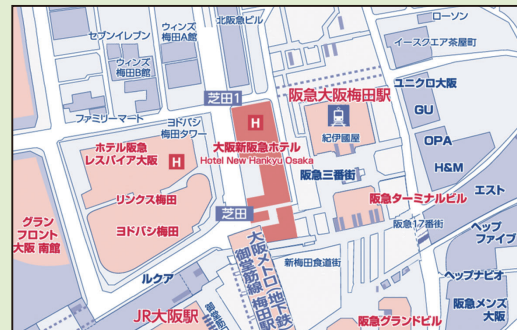 北阪急ビル
ローソン
ウィンズ
梅田A館
セブンイレブン
イースクエア茶屋町
ウィンズ
梅田B館
阪急大阪梅田駅
ユニクロ大阪
芝田1
GU
ファミリーマート
ヨドバシ
梅田タワー
H
紀伊國屋
OPA
ホテル阪急
レスパイア大阪
H
大阪新阪急ホテル
Hotel New Hankyu Osaka
阪急三番街
H&M
リンクス梅田
阪急ターミナルビル
エスト
グラン
フロント
大阪 南館
ヨドバシ梅田
芝田
阪急17番街
ヘップ
ファイブ
大阪メトロ(地下鉄
御堂筋線 梅田駅
新梅田食道街
ルクア
ヘップナビオ
JR大阪駅
阪急グランドビル
阪急メンズ
大阪